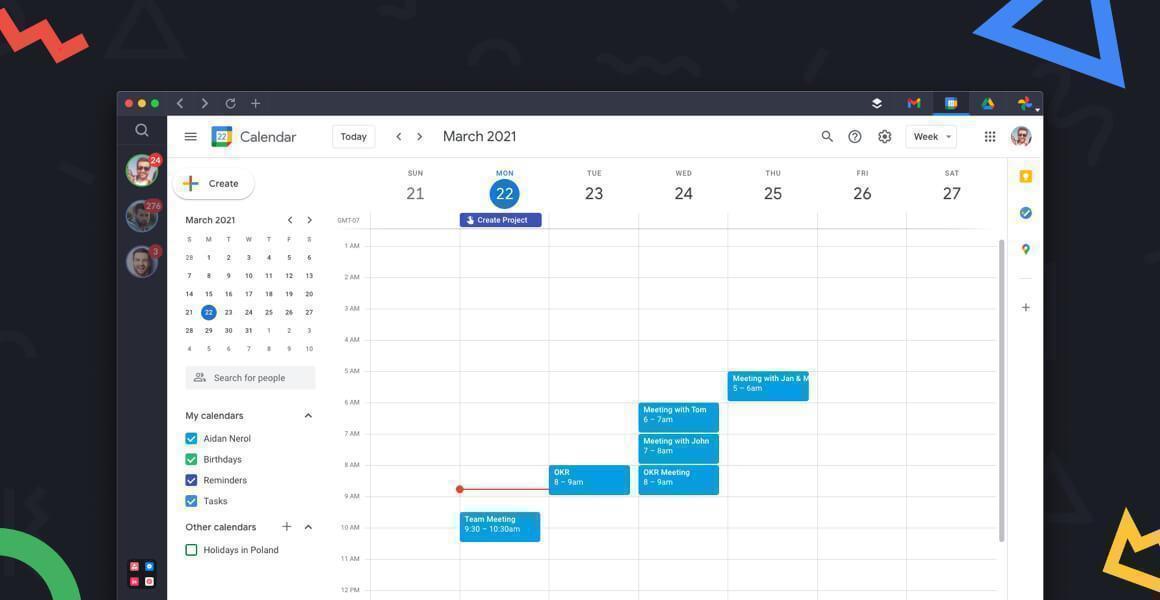 24
276
3
22
Calendar
Today
March 2021
Week
Create
March 2021
S M T W T F S
28 1 2 3 4 5 6
7 8 9 10 11 12 13
14 15 16 17 18 19 20
21 22 23 24 25 26 27
28 29 30 31 1 2 3
4 5 6 7 8 9 10
Search for people
My calendars
Aidan Nerol
Birthdays
Reminders
Tasks
Other calendars
Holidays in Poland
SUN MON TUE WED THU FRI SAT
21 22 23 24 25 26 27
GMT-07
Create Project
1 AM
2 AM
3 AM
4 AM
5 AM
Meeting with Jan & M
5 – 6am
6 AM
Meeting with Tom
6 – 7am
7 AM
Meeting with John
7 – 8am
8 AM
OKR
8 – 9am
OKR Meeting
8 – 9am
9 AM
Team Meeting
9:30 – 10:30am
10 AM
11 AM
12 PM